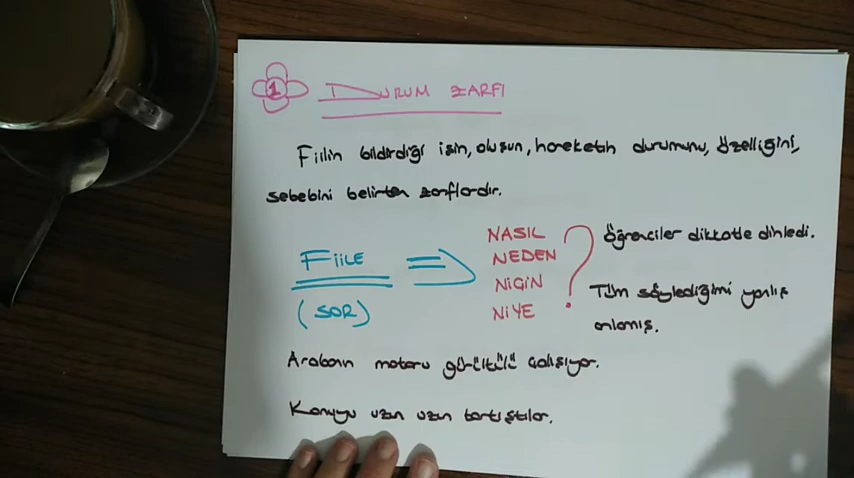 1 DURUM ZARFI
Fiilin bildirdiği işin, oluşun, hareketin durumunu, özelliğini,
sebebini belirten zarflardır.
FİİLE
(SOR)
NASIL
NEDEN
NİÇİN
NİYE
?
Öğrenciler dikkatle dinledi.
Tüm söylediğimi yanlış
anlamış.
Arabanın motoru gürültülü çalışıyor.
Konuyu uzun uzun tartıştılar.